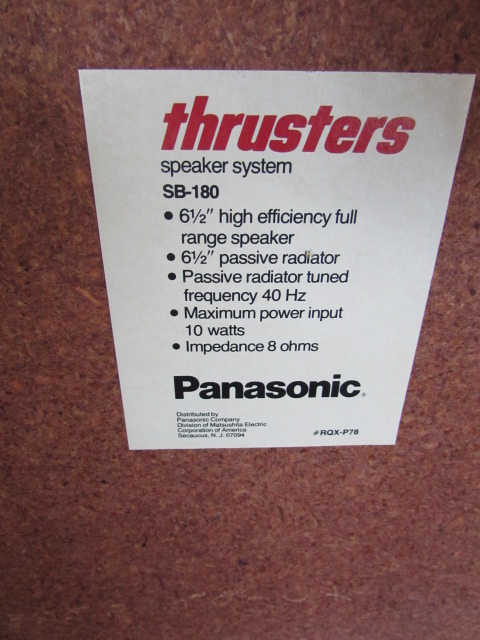 thrusters
speaker system
SB-180
• 6½" high efficiency full
range speaker
• 6½" passive radiator
• Passive radiator tuned
frequency 40 Hz
• Maximum power input
10 watts
• Impedance 8 ohms
Panasonic®
Distributed by
Panasonic Company
Division of Matsushita Electric
Corporation of America
Secaucus, N. J. 07094
#RQX-P78